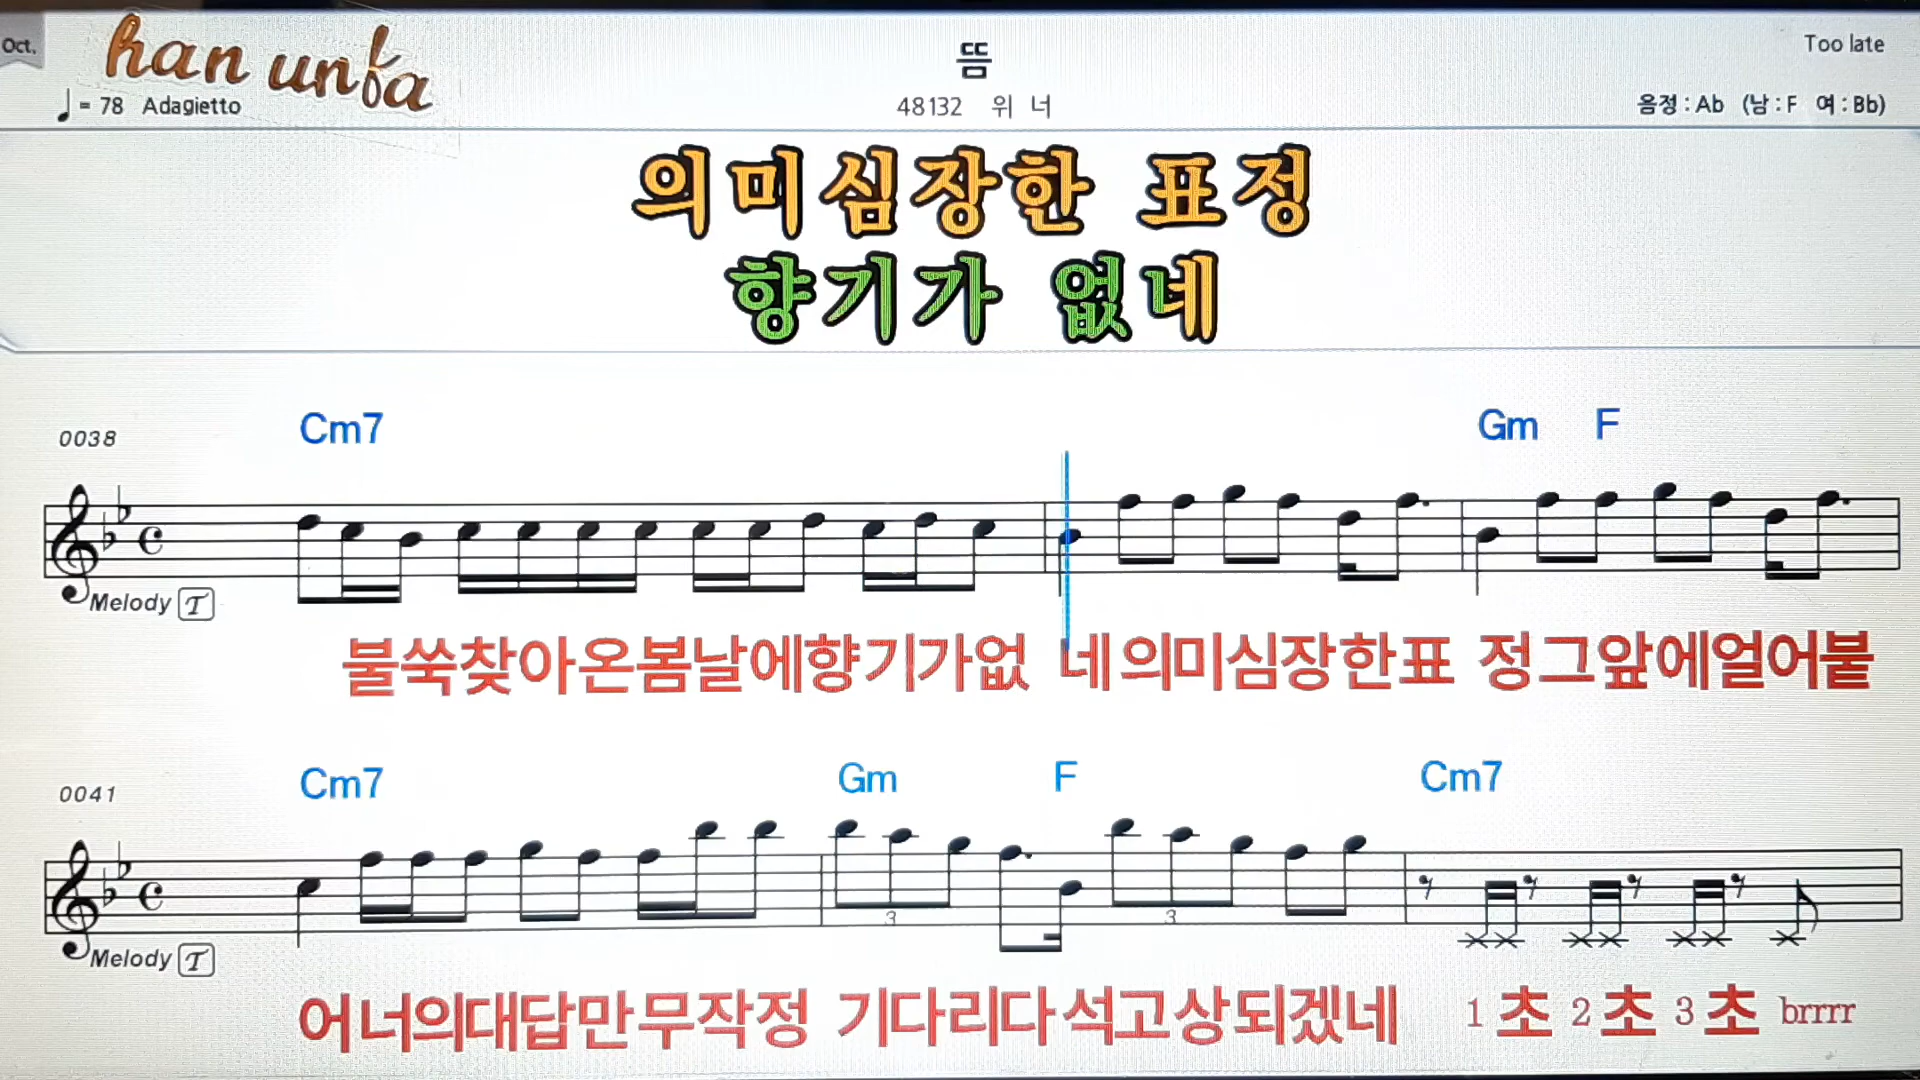 Oct.
han unfa
뜸
Too late
♩ = 78 Adagietto
48132 위 너
음정 : Ab (남 : F 여 : Bb)
의미심장한 표정
향기가 없네
Cm7 Gm F
0038
Melody T
불쑥찾아온봄날에향기가없 네의미심장한표 정그앞에얼어붙
Cm7 Gm F Cm7
0041
3 3
Melody T
어너의대답만무작정 기다리다석고상되겠네 1 초 2 초 3 초 brrrr